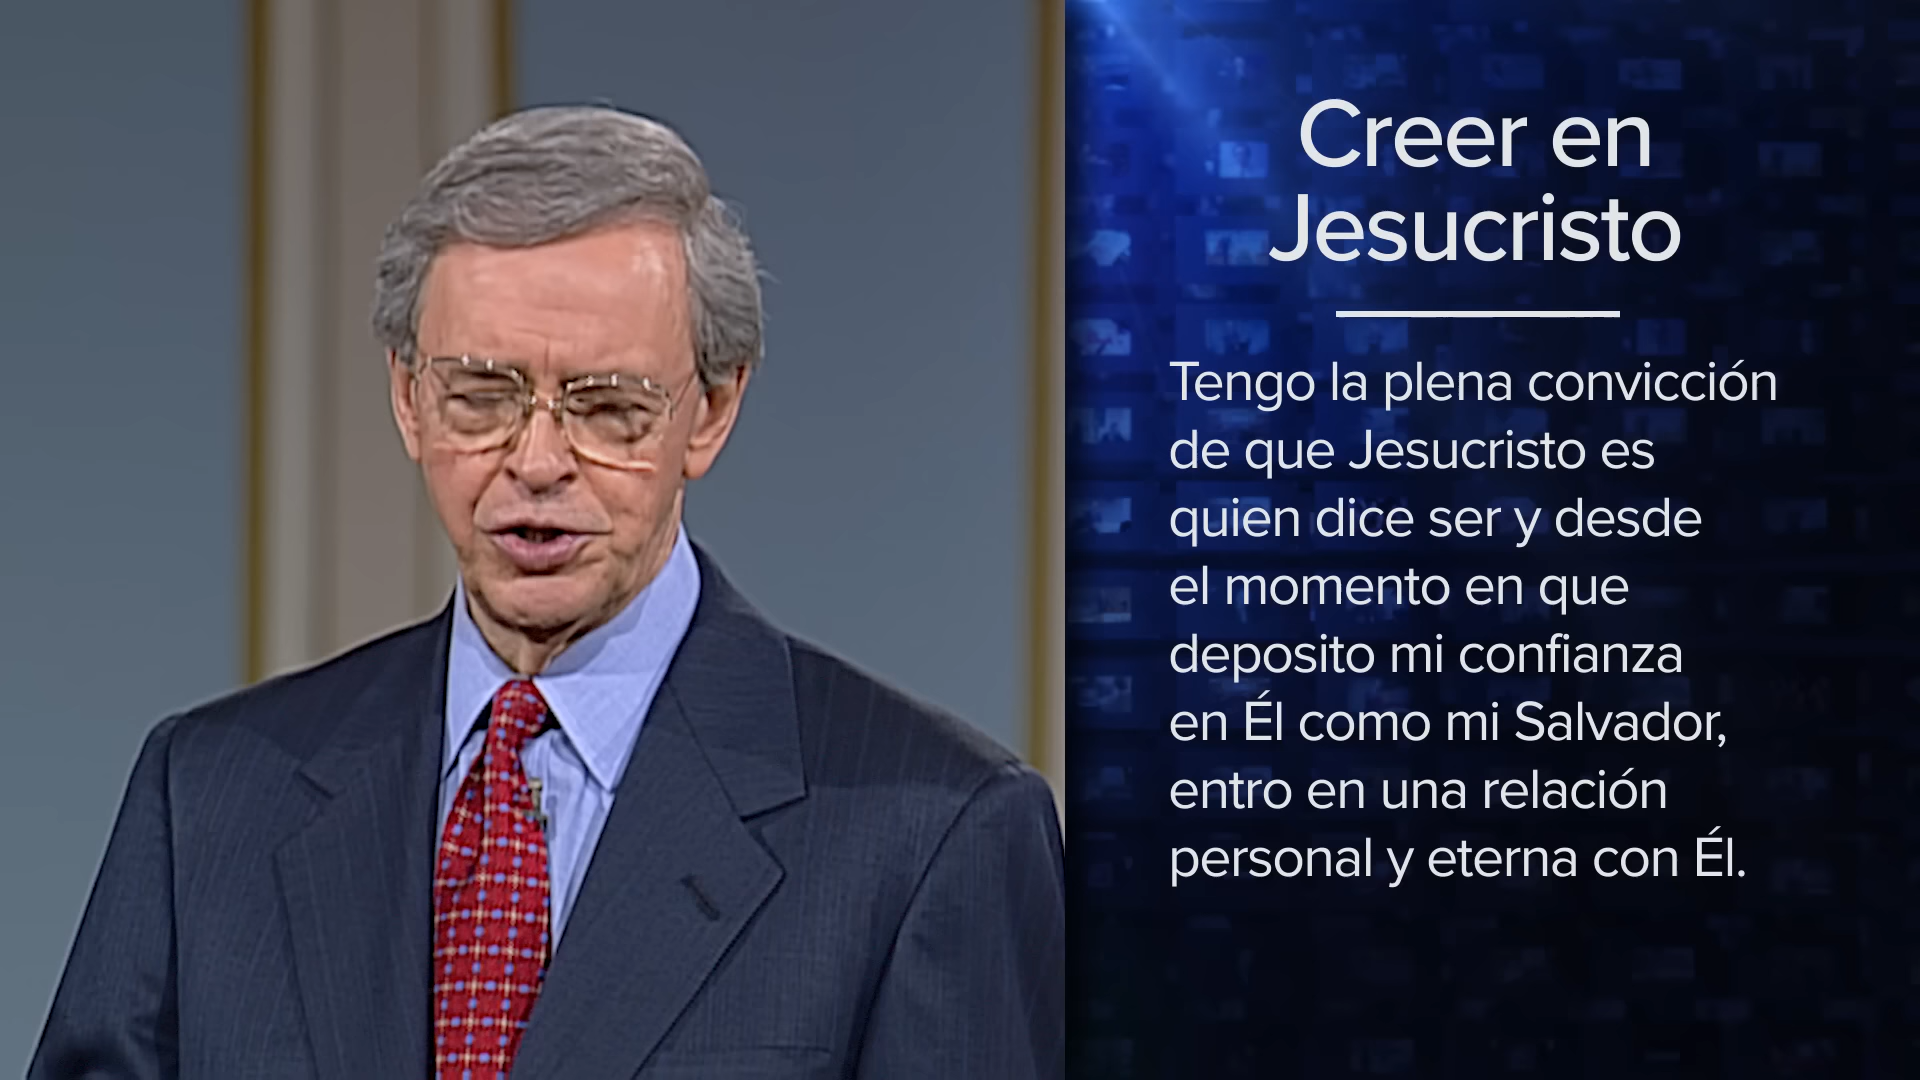 Creer en
Jesucristo
Tengo la plena convicción
de que Jesucristo es
quien dice ser y desde
el momento en que
deposito mi confianza
en Él como mi Salvador,
entro en una relación
personal y eterna con Él.